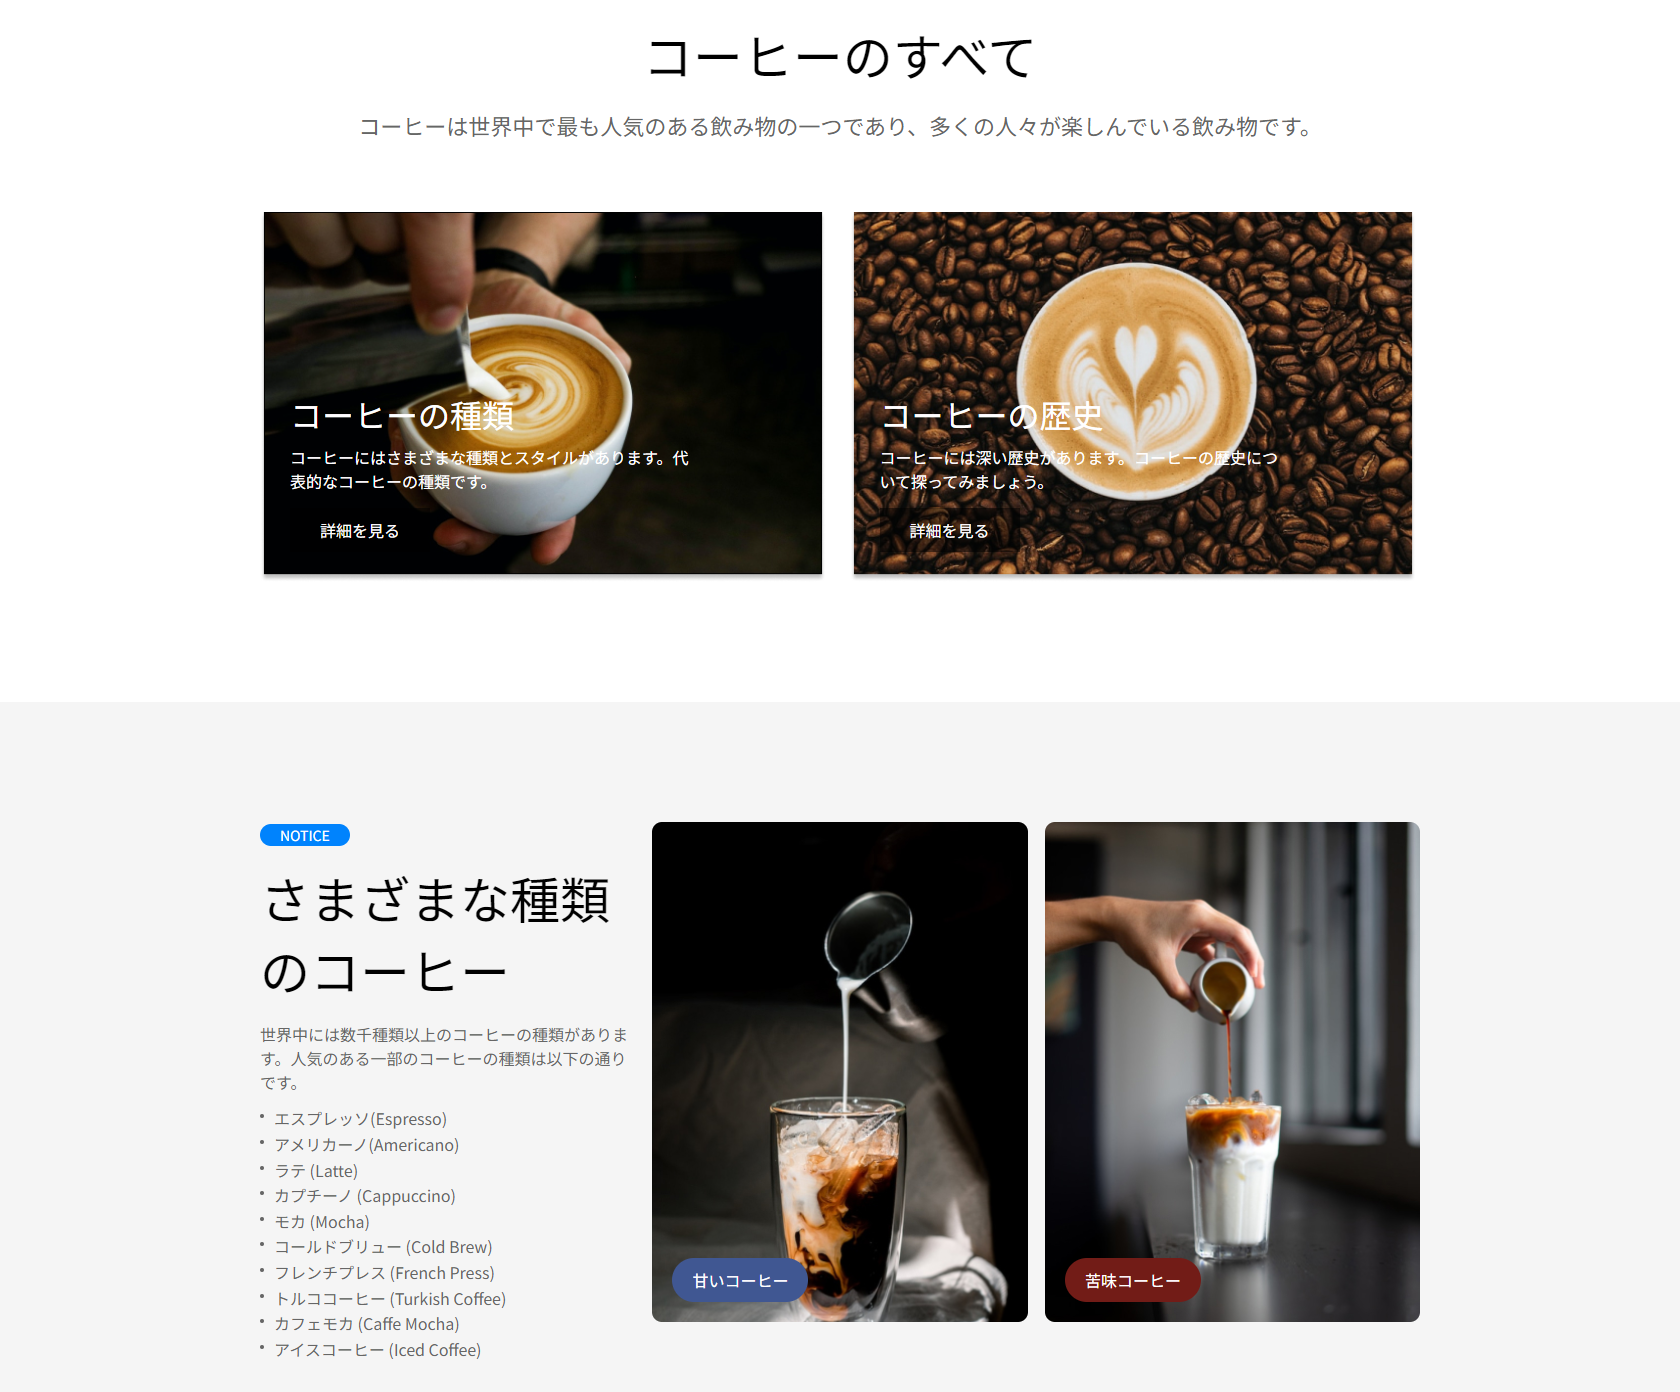 コーヒーのすべて
コーヒーは世界中で最も人気のある飲み物の一つであり、多くの人々が楽しんでいる飲み物です。
コーヒーの種類
コーヒーにはさまざまな種類とスタイルがあります。代
表的なコーヒーの種類です。
詳細を見る
コーヒーの歴史
コーヒーには深い歴史があります。コーヒーの歴史につ
いて探ってみましょう。
詳細を見る
NOTICE
さまざまな種類
のコーヒー
世界中には数千種類以上のコーヒーの種類がありま
す。人気のある一部のコーヒーの種類は以下の通り
です。
・エスプレッソ(Espresso)
・アメリカーノ(Americano)
・ラテ (Latte)
・カプチーノ (Cappuccino)
・モカ (Mocha)
・コールドブリュー (Cold Brew)
・フレンチプレス (French Press)
・トルココーヒー (Turkish Coffee)
・カフェモカ (Caffe Mocha)
・アイスコーヒー (Iced Coffee)
甘いコーヒー
苦味コーヒー